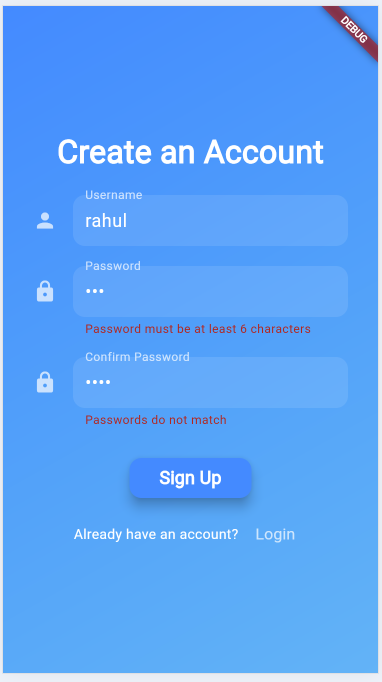 DEBUG
Create an Account
Username
rahul
Password
•••
Password must be at least 6 characters
Confirm Password
••••
Passwords do not match
Sign Up
Already have an account? Login